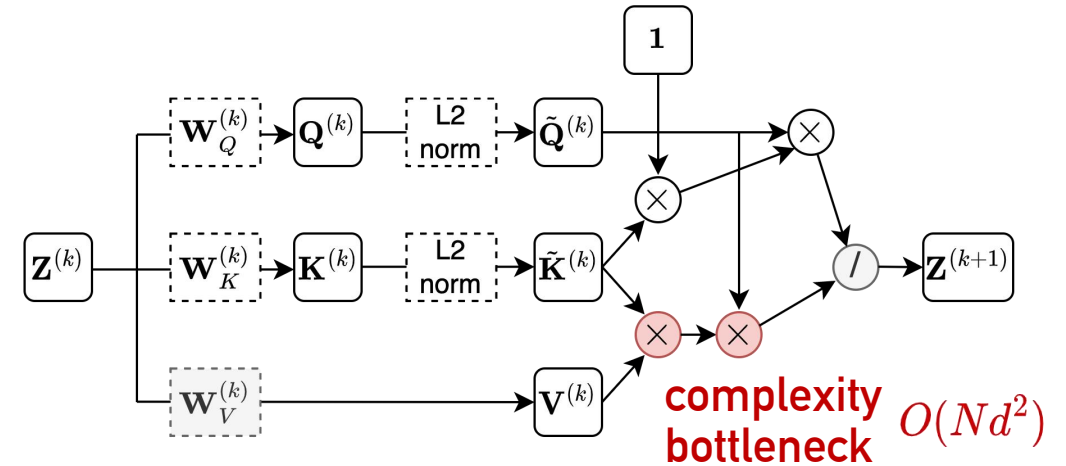 1
W_Q^{(k)} Q^{(k)} L2 norm Q̃^{(k)} ×
×
Z^{(k)} W_K^{(k)} K^{(k)} L2 norm K̃^{(k)} / Z^{(k+1)}
× ×
W_V^{(k)} V^{(k)}
complexity
bottleneck O(Nd^2)